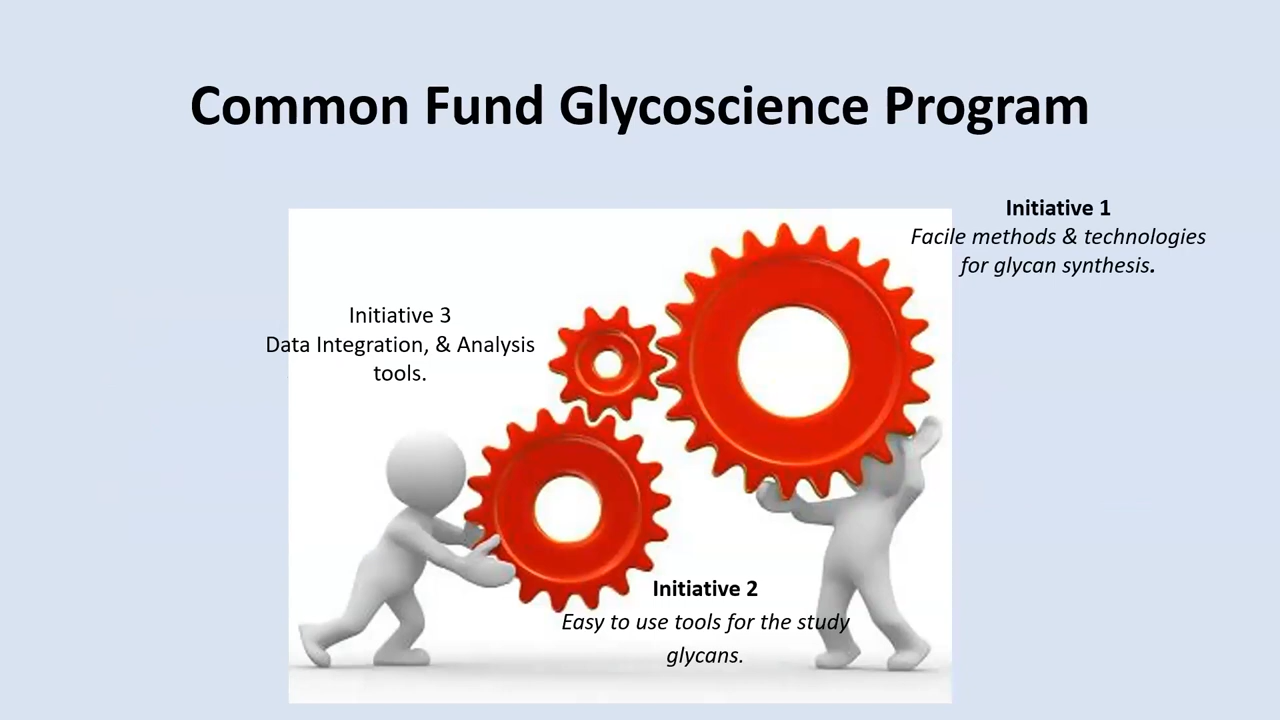 Common Fund Glycoscience Program
Initiative 1
Facile methods & technologies
for glycan synthesis.
Initiative 3
Data Integration, & Analysis
tools.
Initiative 2
Easy to use tools for the study
glycans.